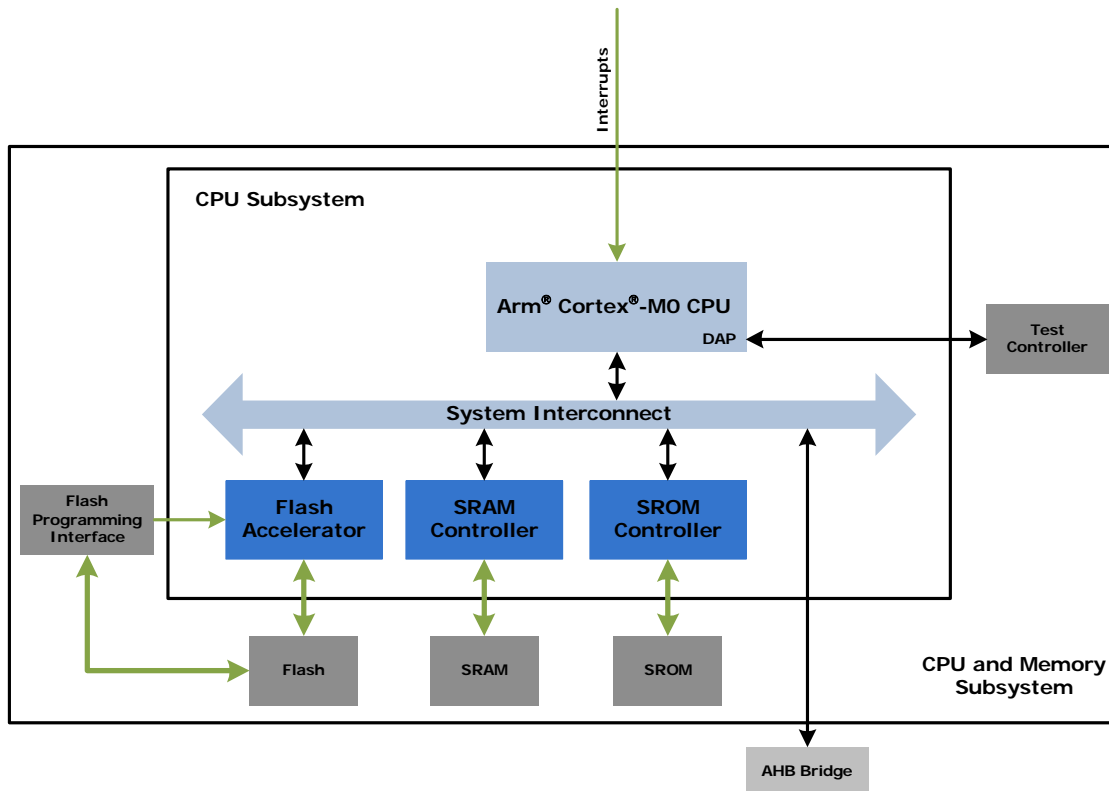 Interrupts
CPU Subsystem
Arm® Cortex®-M0 CPU
DAP
Test
Controller
System Interconnect
Flash
Programming
Interface
Flash
Accelerator
SRAM
Controller
SROM
Controller
Flash
SRAM
SROM
CPU and Memory
Subsystem
AHB Bridge